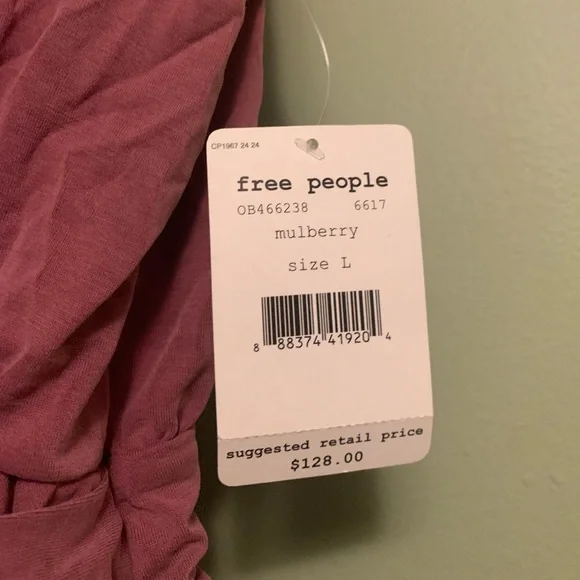 CP1967 24 24
free people
OB466238 6617
mulberry
size L
8 88374 41920 4
suggested retail price
$128.00